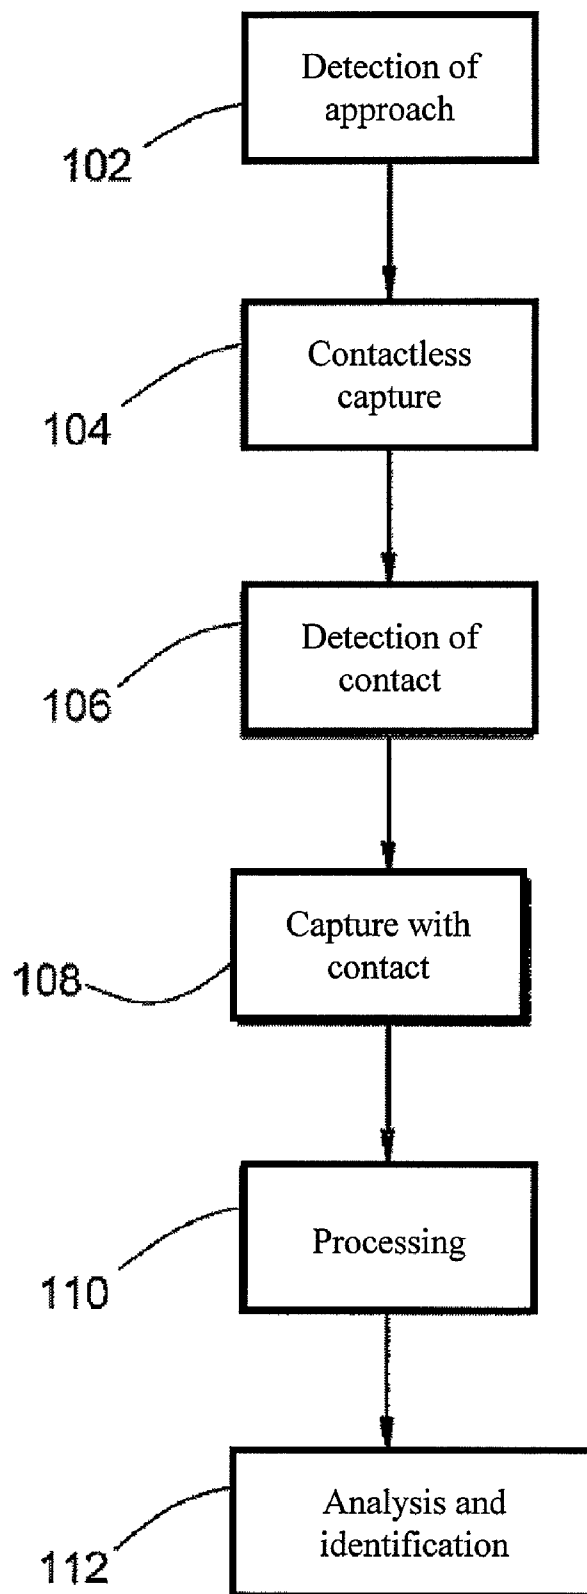 Detection of
approach
102
Contactless
capture
104
Detection of
contact
106
Capture with
contact
108
Processing
110
Analysis and
identification
112